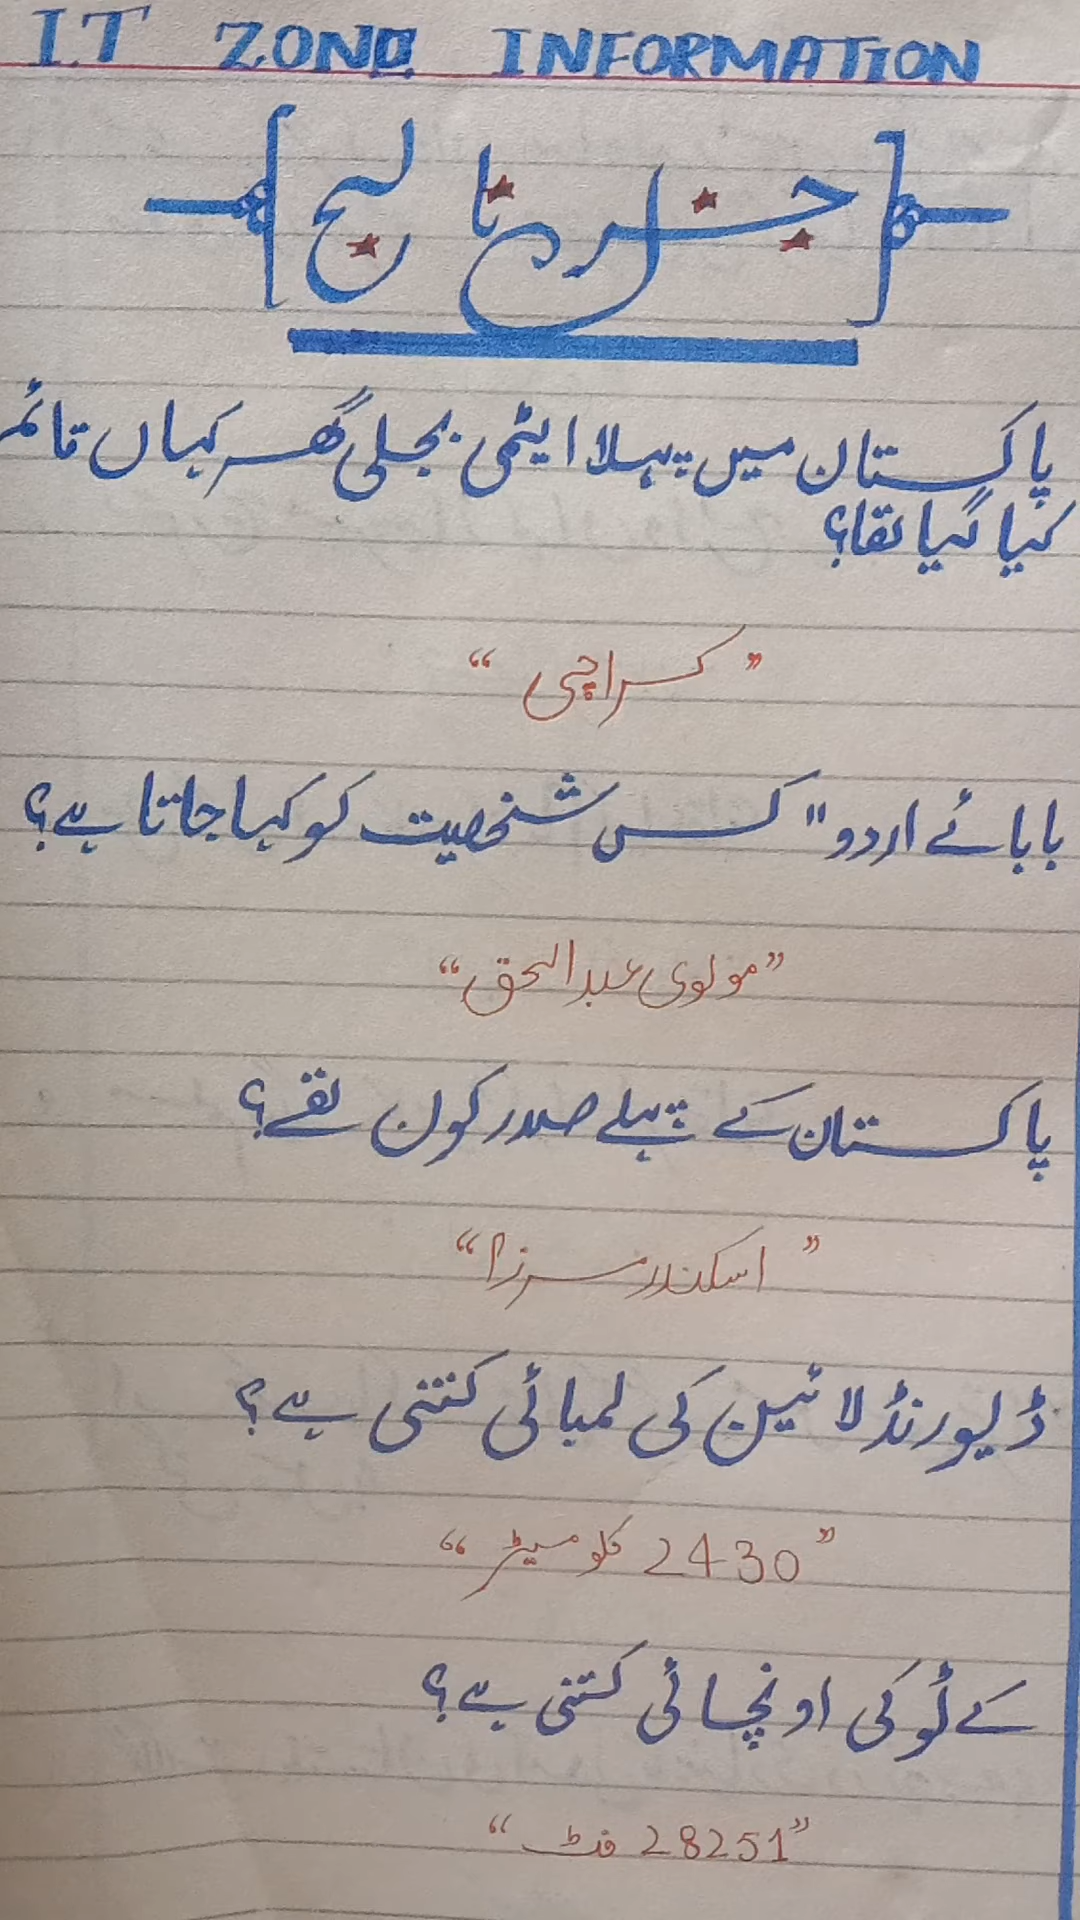 I.T ZONE INFORMATION
جنرل نالج
پاکستان میں پہلا ایٹمی بجلی گھر کہاں قائم
کیا گیا تھا؟
"کراچی"
بابائے اردو" کس شخصیت کو کہا جاتا ہے؟
"مولوی عبدالحق"
پاکستان کے پہلے صدر کون تھے؟
"اسکندر مرزا"
ڈیورنڈ لائین کی لمبائی کتنی ہے؟
"2430 کلو میٹر"
کے ٹو کی اونچائی کتنی ہے؟
"28251 فٹ"